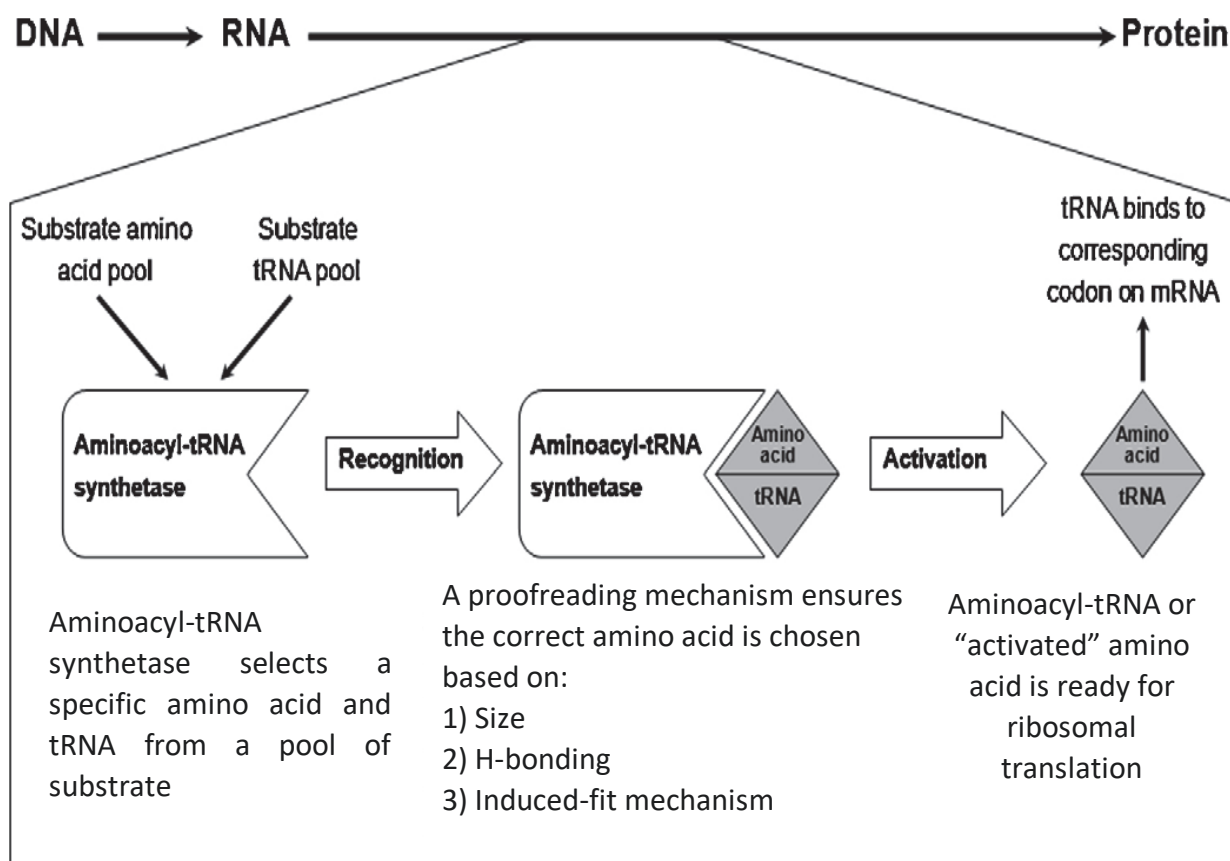 DNA RNA Protein
Substrate amino
acid pool
Substrate
tRNA pool
tRNA binds to
corresponding
codon on mRNA
Aminoacyl-tRNA
synthetase
Recognition
Aminoacyl-tRNA
synthetase
Amino
acid
tRNA
Activation
Amino
acid
tRNA
Aminoacyl-tRNA
synthetase selects a
specific amino acid and
tRNA from a pool of
substrate
A proofreading mechanism ensures
the correct amino acid is chosen
based on:
1) Size
2) H-bonding
3) Induced-fit mechanism
Aminoacyl-tRNA or
“activated” amino
acid is ready for
ribosomal
translation